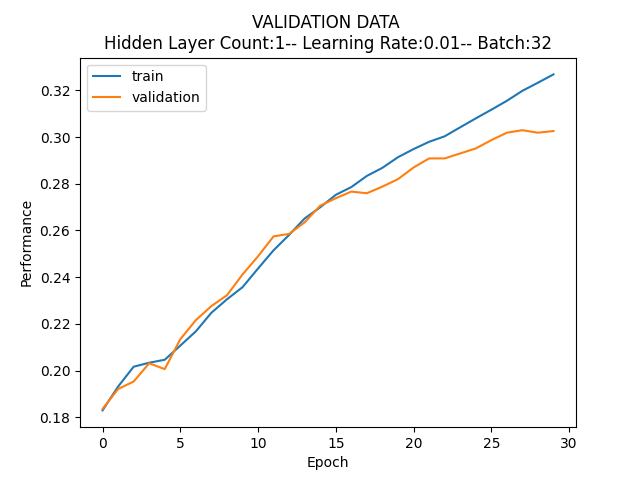 VALIDATION DATA
Hidden Layer Count:1-- Learning Rate:0.01-- Batch:32
train
validation
0.32
0.30
0.28
0.26
0.24
0.22
0.20
0.18
Performance
0
5
10
15
20
25
30
Epoch